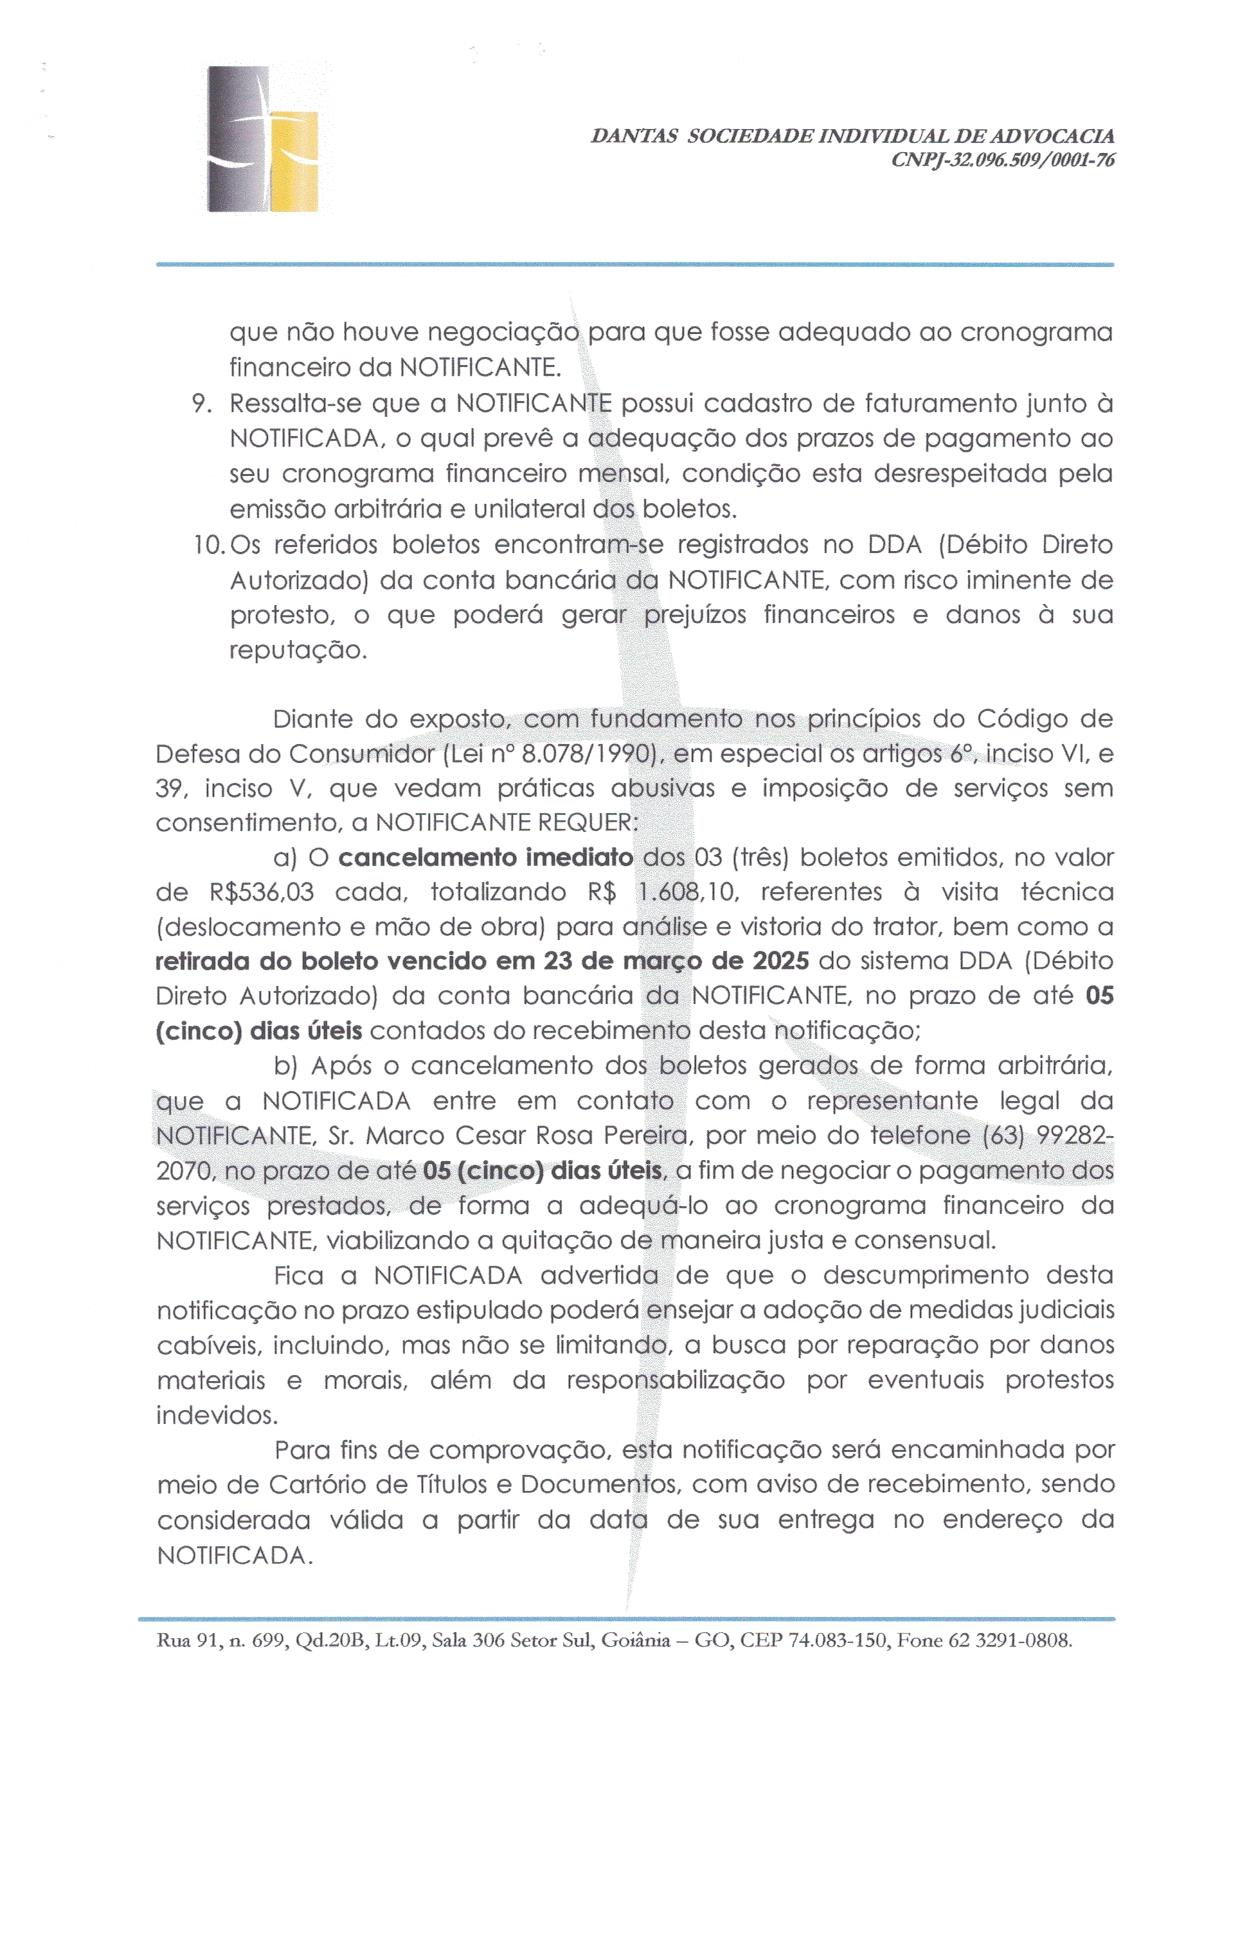 DANTAS SOCIEDADE INDIVIDUAL DE ADVOCACIA
CNPJ-32.096.509/0001-76
que não houve negociação para que fosse adequado ao cronograma
financeiro da NOTIFICANTE.
9. Ressalta-se que a NOTIFICANTE possui cadastro de faturamento junto à
NOTIFICADA, o qual prevê a adequação dos prazos de pagamento ao
seu cronograma financeiro mensal, condição esta desrespeitada pela
emissão arbitrária e unilateral dos boletos.
10. Os referidos boletos encontram-se registrados no DDA (Débito Direto
Autorizado) da conta bancária da NOTIFICANTE, com risco iminente de
protesto, o que poderá gerar prejuízos financeiros e danos à sua
reputação.
Diante do exposto, com fundamento nos princípios do Código de
Defesa do Consumidor (Lei nº 8.078/1990), em especial os artigos 6º, inciso VI, e
39, inciso V, que vedam práticas abusivas e imposição de serviços sem
consentimento, a NOTIFICANTE REQUER:
a) O cancelamento imediato dos 03 (três) boletos emitidos, no valor
de R$536,03 cada, totalizando R$ 1.608,10, referentes à visita técnica
(deslocamento e mão de obra) para análise e vistoria do trator, bem como a
retirada do boleto vencido em 23 de março de 2025 do sistema DDA (Débito
Direto Autorizado) da conta bancária da NOTIFICANTE, no prazo de até 05
(cinco) dias úteis contados do recebimento desta notificação;
b) Após o cancelamento dos boletos gerados de forma arbitrária,
que a NOTIFICADA entre em contato com o representante legal da
NOTIFICANTE, Sr. Marco Cesar Rosa Pereira, por meio do telefone (63) 99282-
2070, no prazo de até 05 (cinco) dias úteis, a fim de negociar o pagamento dos
serviços prestados, de forma a adequá-lo ao cronograma financeiro da
NOTIFICANTE, viabilizando a quitação de maneira justa e consensual.
Fica a NOTIFICADA advertida de que o descumprimento desta
notificação no prazo estipulado poderá ensejar a adoção de medidas judiciais
cabíveis, incluindo, mas não se limitando, a busca por reparação por danos
materiais e morais, além da responsabilização por eventuais protestos
indevidos.
Para fins de comprovação, esta notificação será encaminhada por
meio de Cartório de Títulos e Documentos, com aviso de recebimento, sendo
considerada válida a partir da data de sua entrega no endereço da
NOTIFICADA.
Rua 91, n. 699, Qd.20B, Lt.09, Sala 306 Setor Sul, Goiânia – GO, CEP 74.083-150, Fone 62 3291-0808.